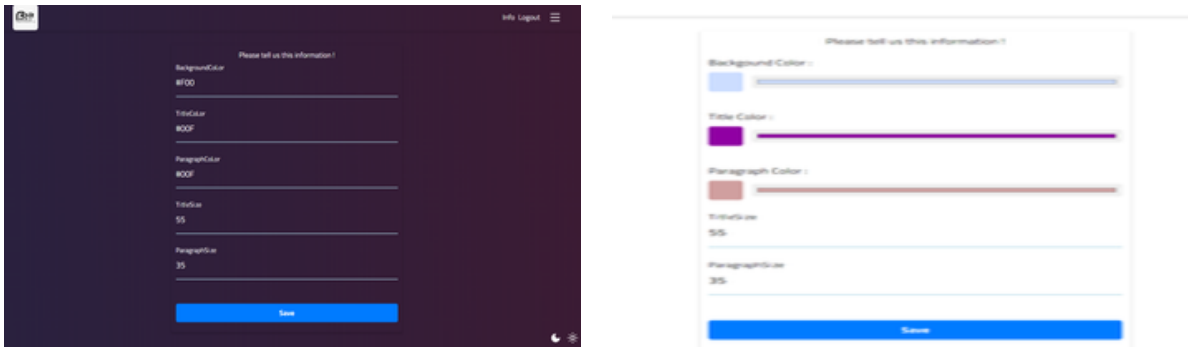 Info Logout
Please tell us this information !
BackgroundColor
#F00
TitleColor
#00F
ParagraphColor
#00F
TitleSize
55
ParagraphSize
35
Save
Please tell us this information !
Backgound Color :
Title Color :
Paragraph Color :
TitleSize
55
ParagraphSize
35
Save